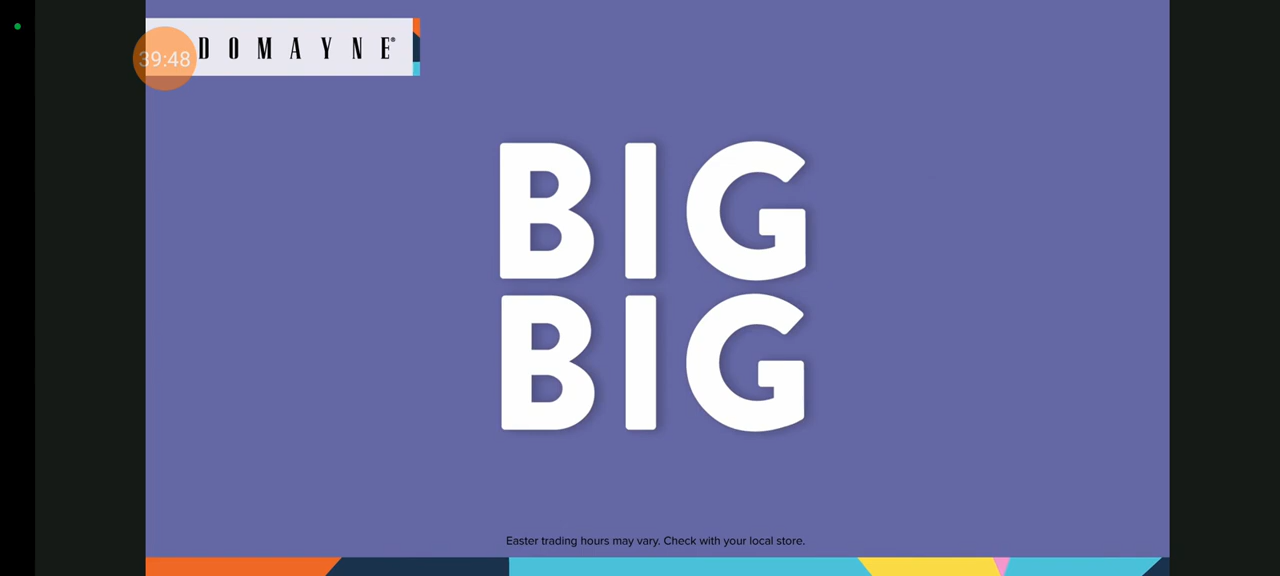 DOMAYNE®
39:48
BIG
BIG
Easter trading hours may vary. Check with your local store.